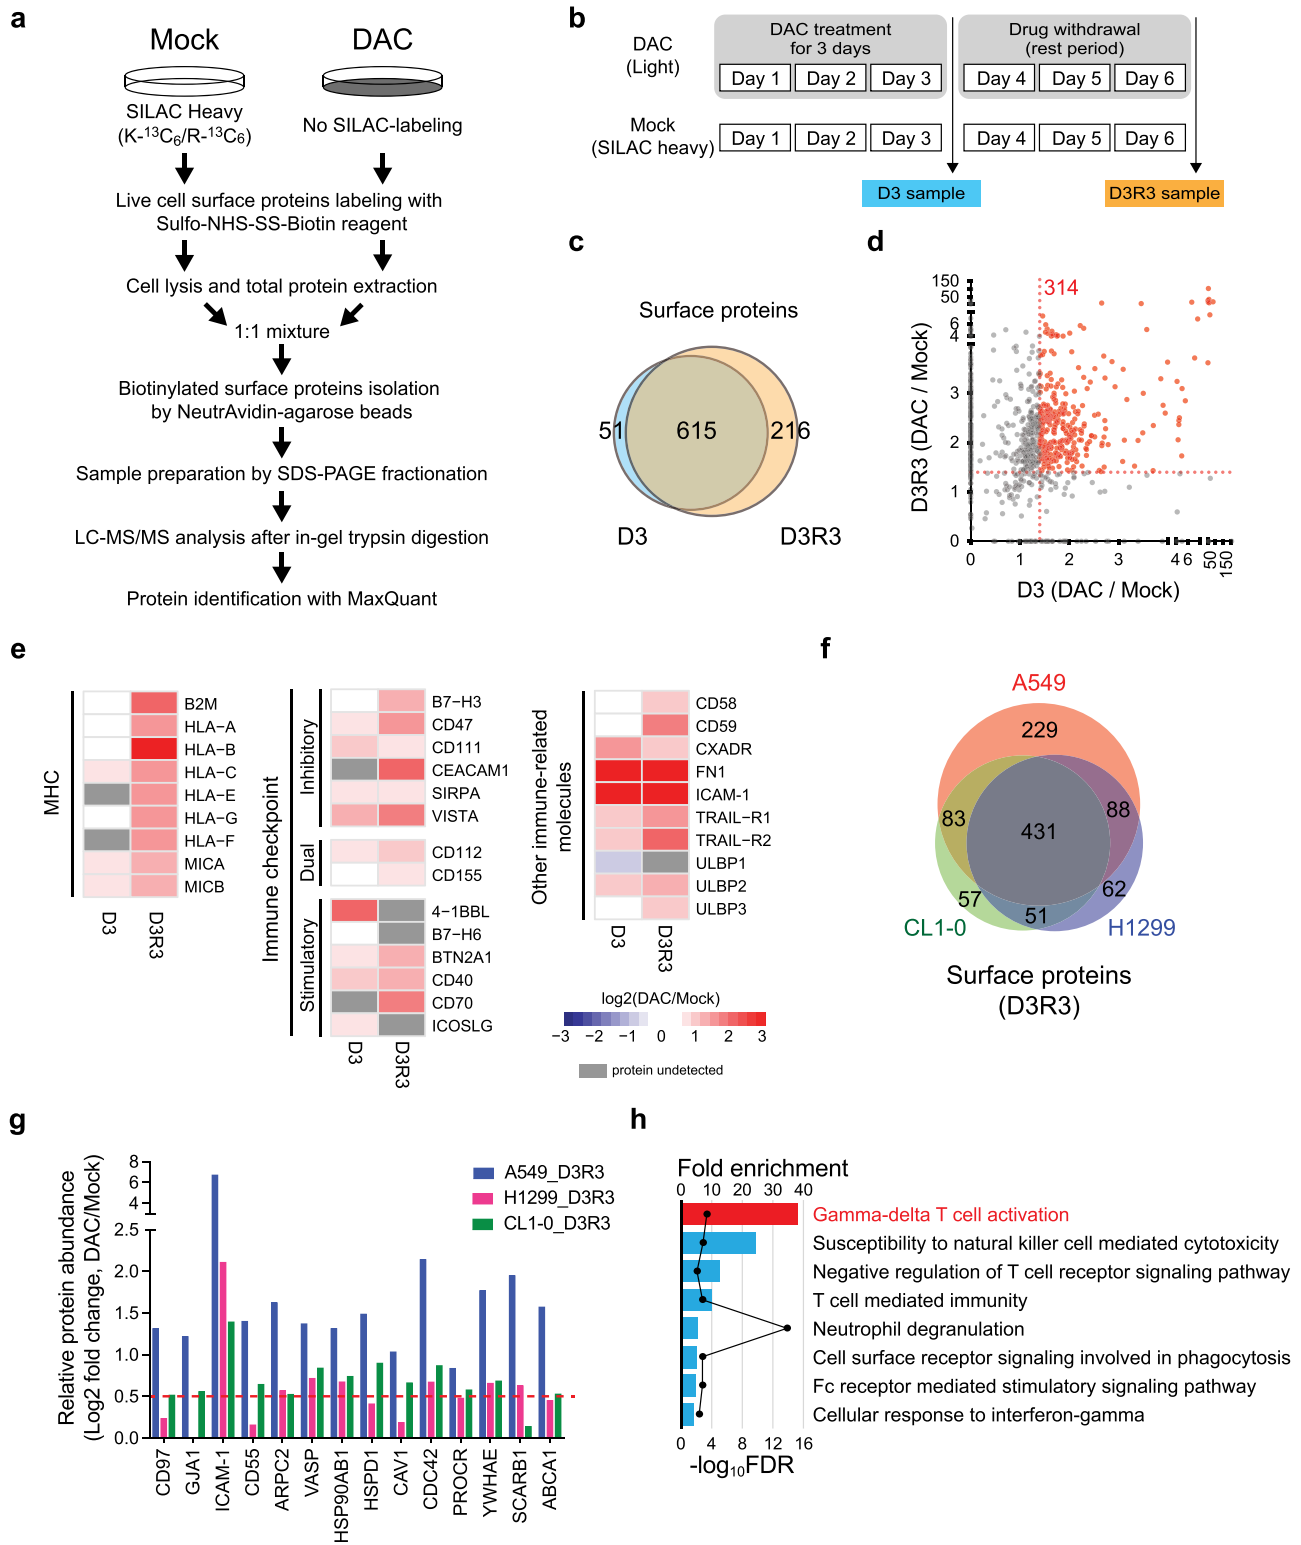 a
Mock
DAC
SILAC Heavy
(K-¹³C₆/R-¹³C₆)
No SILAC-labeling
Live cell surface proteins labeling with
Sulfo-NHS-SS-Biotin reagent
Cell lysis and total protein extraction
1:1 mixture
Biotinylated surface proteins isolation
by NeutrAvidin-agarose beads
Sample preparation by SDS-PAGE fractionation
LC-MS/MS analysis after in-gel trypsin digestion
Protein identification with MaxQuant
b
DAC
(Light)
DAC treatment
for 3 days
Drug withdrawal
(rest period)
Day 1 Day 2 Day 3 Day 4 Day 5 Day 6
Mock
(SILAC heavy)
Day 1 Day 2 Day 3 Day 4 Day 5 Day 6
D3 sample
D3R3 sample
c
Surface proteins
51 615 216
D3 D3R3
d
314
D3R3 (DAC / Mock)
150
50
6
4
3
2
1
0
0 1 2 3 4 6 50 150
D3 (DAC / Mock)
e
MHC
B2M
HLA−A
HLA−B
HLA−C
HLA−E
HLA−G
HLA−F
MICA
MICB
D3 D3R3
Immune checkpoint
Inhibitory
B7−H3
CD47
CD111
CEACAM1
SIRPA
VISTA
Dual
CD112
CD155
Stimulatory
4−1BBL
B7−H6
BTN2A1
CD40
CD70
ICOSLG
D3 D3R3
Other immune-related
molecules
CD58
CD59
CXADR
FN1
ICAM-1
TRAIL−R1
TRAIL−R2
ULBP1
ULBP2
ULBP3
D3 D3R3
log2(DAC/Mock)
−3 −2 −1 0 1 2 3
protein undetected
f
A549
229
83 431 88
57 51 62
CL1-0 H1299
Surface proteins
(D3R3)
g
Relative protein abundance
(Log2 fold change, DAC/Mock)
8
6
4
2.5
2.0
1.5
1.0
0.5
0.0
A549_D3R3
H1299_D3R3
CL1-0_D3R3
CD97 GJA1 ICAM-1 CD55 ARPC2 VASP HSP90AB1 HSPD1 CAV1 CDC42 PROCR YWHAE SCARB1 ABCA1
h
Fold enrichment
0 10 20 30 40
Gamma-delta T cell activation
Susceptibility to natural killer cell mediated cytotoxicity
Negative regulation of T cell receptor signaling pathway
T cell mediated immunity
Neutrophil degranulation
Cell surface receptor signaling involved in phagocytosis
Fc receptor mediated stimulatory signaling pathway
Cellular response to interferon-gamma
0 4 8 12 16
-log₁₀FDR